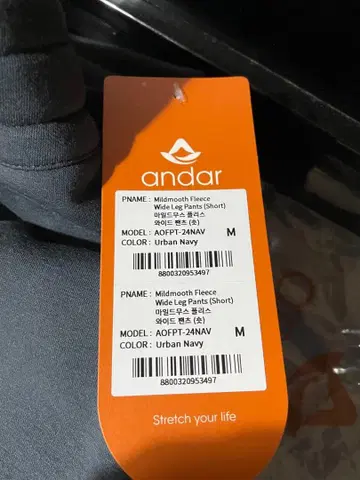 andar
PNAME : Mildmooth Fleece
Wide Leg Pants (Short)
마일드무스 플리스
와이드 팬츠 (숏)
MODEL : AOFPT-24NAV M
COLOR : Urban Navy
8800320953497
PNAME : Mildmooth Fleece
Wide Leg Pants (Short)
마일드무스 플리스
와이드 팬츠 (숏)
MODEL : AOFPT-24NAV M
COLOR : Urban Navy
8800320953497
Stretch your life